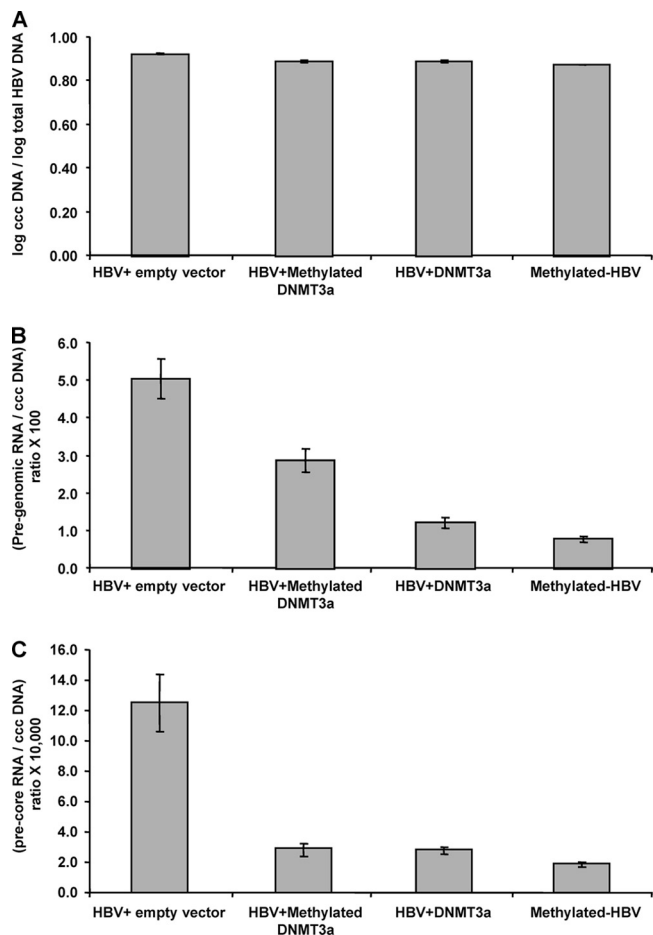 A
log ccc DNA / log total HBV DNA
1.00
0.80
0.60
0.40
0.20
0.00
HBV+ empty vector
HBV+Methylated
DNMT3a
HBV+DNMT3a
Methylated-HBV
B
(Pre-genomic RNA / ccc DNA)
ratio X 100
6.0
5.0
4.0
3.0
2.0
1.0
0.0
HBV+ empty vector
HBV+Methylated
DNMT3a
HBV+DNMT3a
Methylated-HBV
C
(pre-core RNA / ccc DNA)
ratio X 10,000
16.0
14.0
12.0
10.0
8.0
6.0
4.0
2.0
0.0
HBV+ empty vector
HBV+Methylated
DNMT3a
HBV+DNMT3a
Methylated-HBV